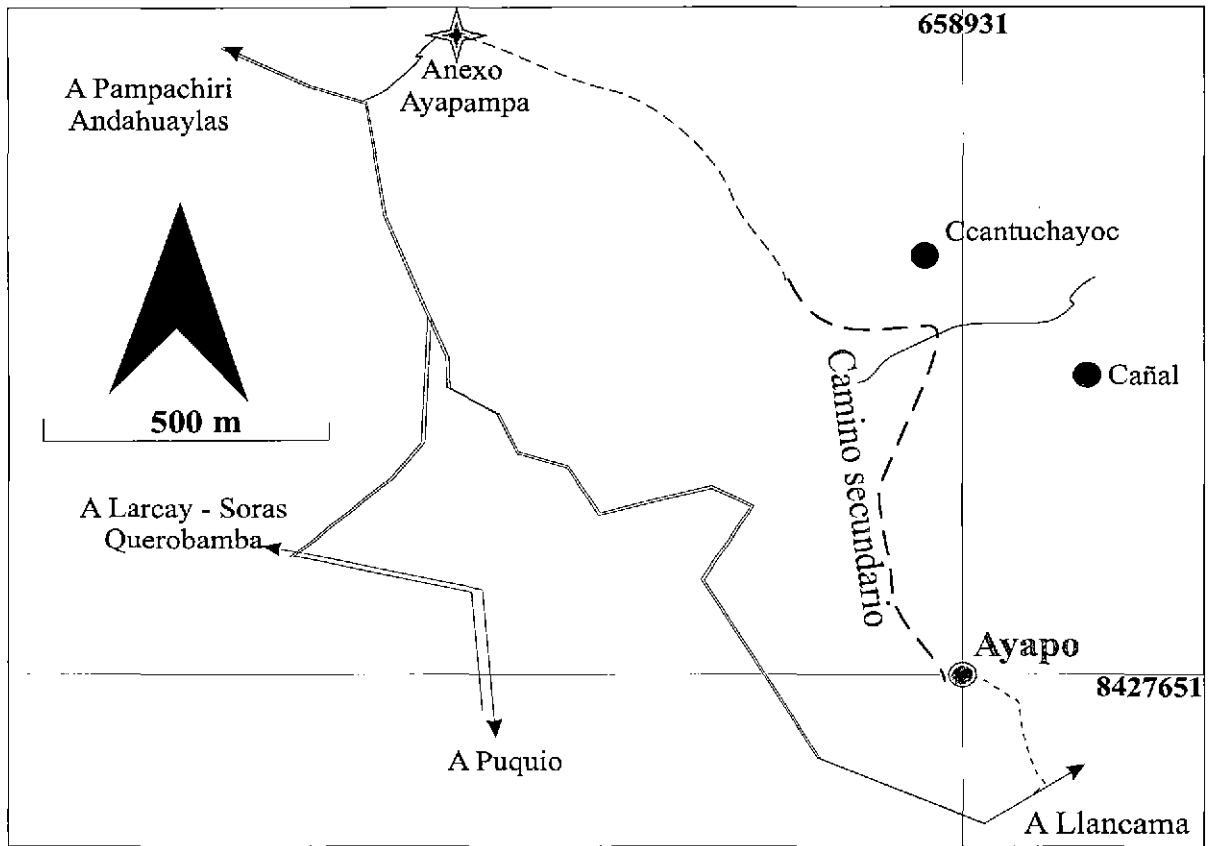 658931
A Pampachiri
Andahuaylas
Anexo
Ayapampa
Ccantuchayoc
Cañal
500 m
Camino secundario
A Larcay - Soras
Querobamba
Ayapo
8427651
A Puquio
A Llancama